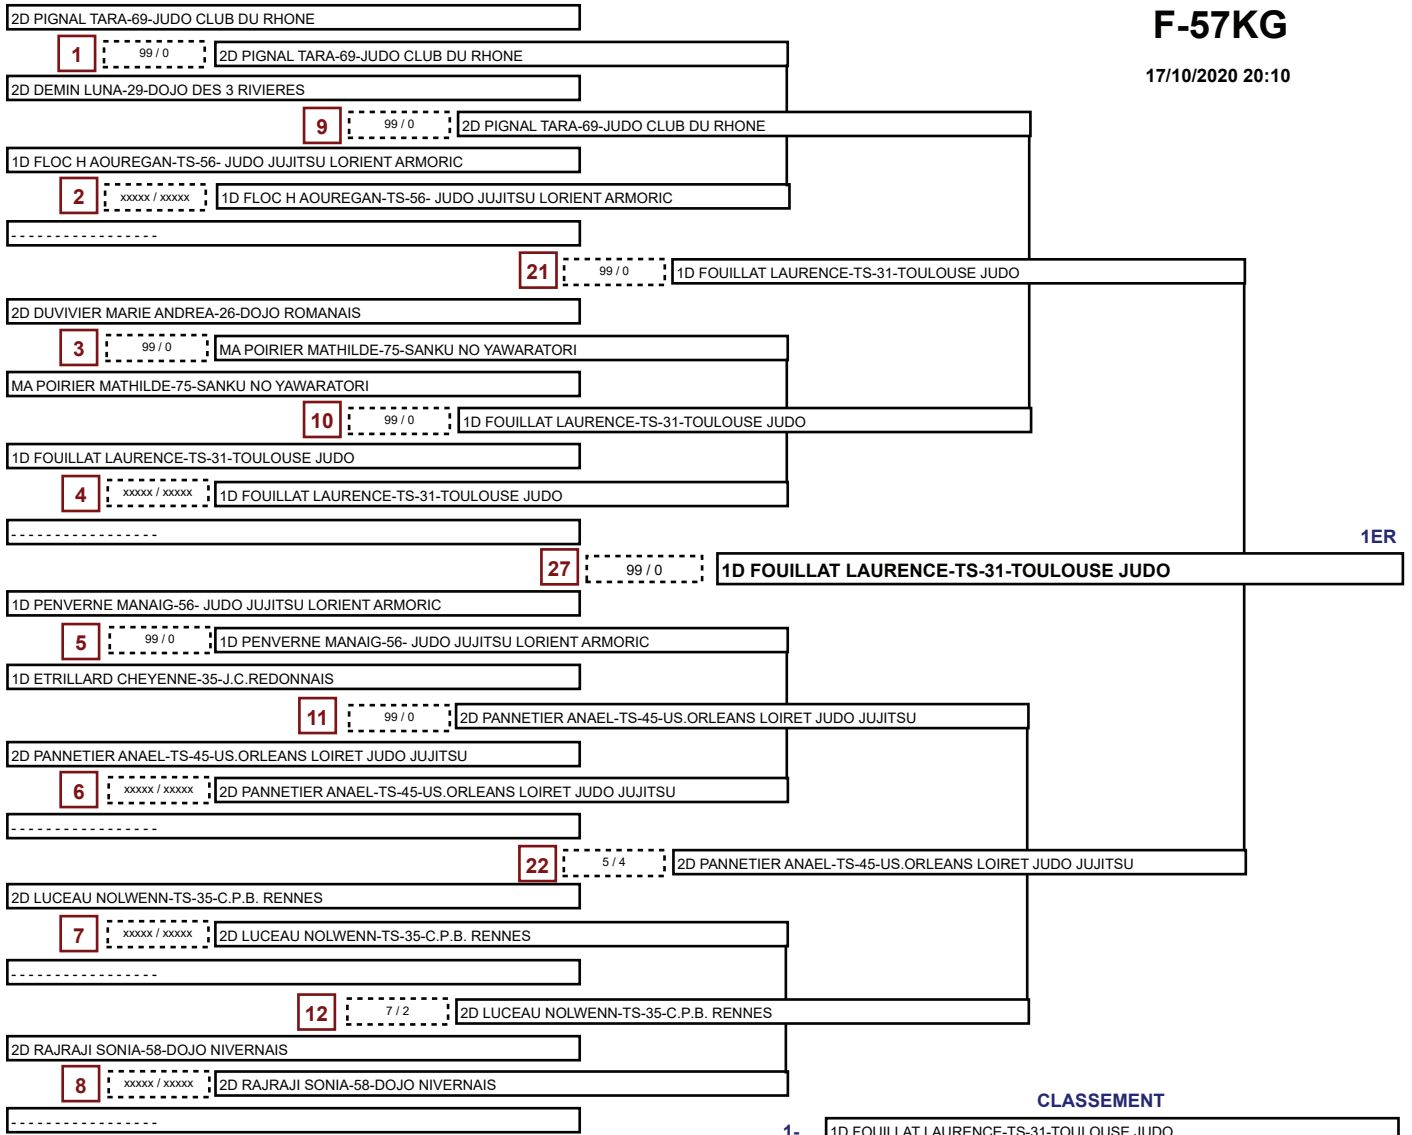 2D PIGNAL TARA-69-JUDO CLUB DU RHONE
F-57KG
1 99 / 0 2D PIGNAL TARA-69-JUDO CLUB DU RHONE
17/10/2020 20:10
2D DEMIN LUNA-29-DOJO DES 3 RIVIERES
9 99 / 0 2D PIGNAL TARA-69-JUDO CLUB DU RHONE
1D FLOC H AOUREGAN-TS-56- JUDO JUJITSU LORIENT ARMORIC
2 xxxxx / xxxxx 1D FLOC H AOUREGAN-TS-56- JUDO JUJITSU LORIENT ARMORIC
- - - - - - - - - - - - - - - - -
21 99 / 0 1D FOUILLAT LAURENCE-TS-31-TOULOUSE JUDO
2D DUVIVIER MARIE ANDREA-26-DOJO ROMANAIS
3 99 / 0 MA POIRIER MATHILDE-75-SANKU NO YAWARATORI
MA POIRIER MATHILDE-75-SANKU NO YAWARATORI
10 99 / 0 1D FOUILLAT LAURENCE-TS-31-TOULOUSE JUDO
1D FOUILLAT LAURENCE-TS-31-TOULOUSE JUDO
4 xxxxx / xxxxx 1D FOUILLAT LAURENCE-TS-31-TOULOUSE JUDO
- - - - - - - - - - - - - - - - -
1ER
27 99 / 0 1D FOUILLAT LAURENCE-TS-31-TOULOUSE JUDO
1D PENVERNE MANAIG-56- JUDO JUJITSU LORIENT ARMORIC
5 99 / 0 1D PENVERNE MANAIG-56- JUDO JUJITSU LORIENT ARMORIC
1D ETRILLARD CHEYENNE-35-J.C.REDONNAIS
11 99 / 0 2D PANNETIER ANAEL-TS-45-US.ORLEANS LOIRET JUDO JUJITSU
2D PANNETIER ANAEL-TS-45-US.ORLEANS LOIRET JUDO JUJITSU
6 xxxxx / xxxxx 2D PANNETIER ANAEL-TS-45-US.ORLEANS LOIRET JUDO JUJITSU
- - - - - - - - - - - - - - - - -
22 5 / 4 2D PANNETIER ANAEL-TS-45-US.ORLEANS LOIRET JUDO JUJITSU
2D LUCEAU NOLWENN-TS-35-C.P.B. RENNES
7 xxxxx / xxxxx 2D LUCEAU NOLWENN-TS-35-C.P.B. RENNES
- - - - - - - - - - - - - - - - -
12 7 / 2 2D LUCEAU NOLWENN-TS-35-C.P.B. RENNES
2D RAJRAJI SONIA-58-DOJO NIVERNAIS
8 xxxxx / xxxxx 2D RAJRAJI SONIA-58-DOJO NIVERNAIS
CLASSEMENT
- - - - - - - - - - - - - - - - -
1- 1D FOUILLAT LAURENCE-TS-31-TOULOUSE JUDO